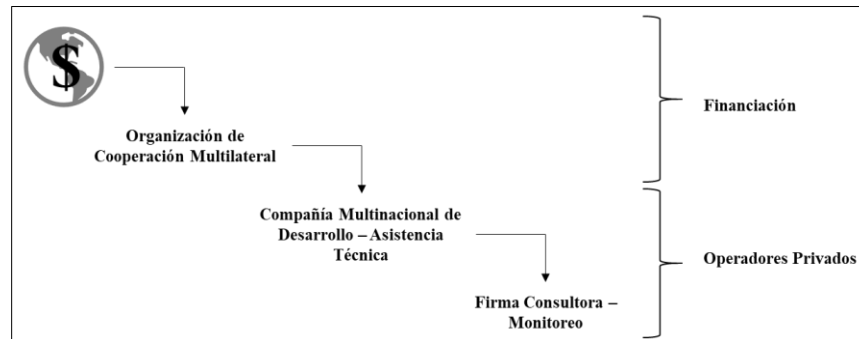 $
Organización de
Cooperación Multilateral
Financiación
Compañía Multinacional de
Desarrollo – Asistencia
Técnica
Operadores Privados
Firma Consultora –
Monitoreo